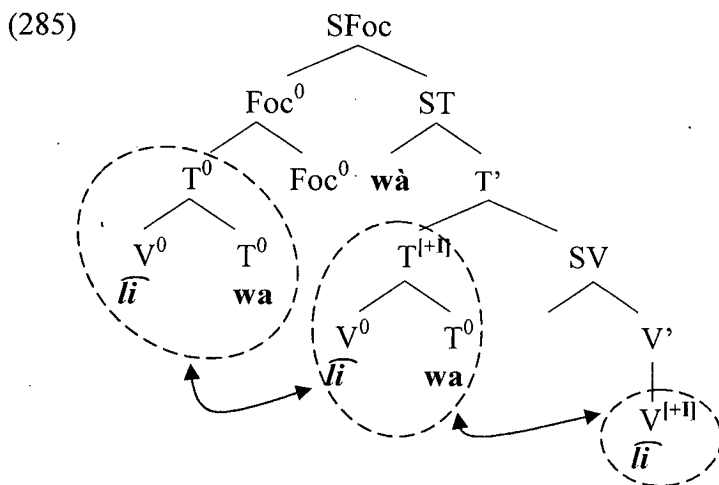 (285)
SFoc
Foc⁰ ST
T⁰ Foc⁰ wà T’
V⁰ T⁰ T[+I] SV
l͡i wa
V⁰ T⁰ V’
l͡i wa
V[+I]
l͡i